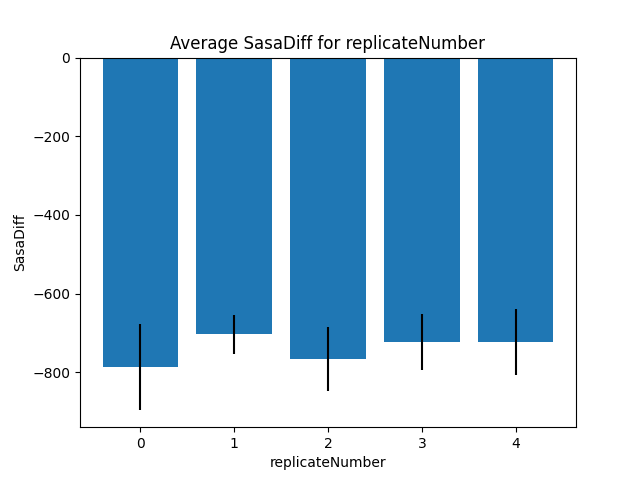 Average SasaDiff for replicateNumber
0
−200
−400
−600
−800
SasaDiff
0 1 2 3 4
replicateNumber